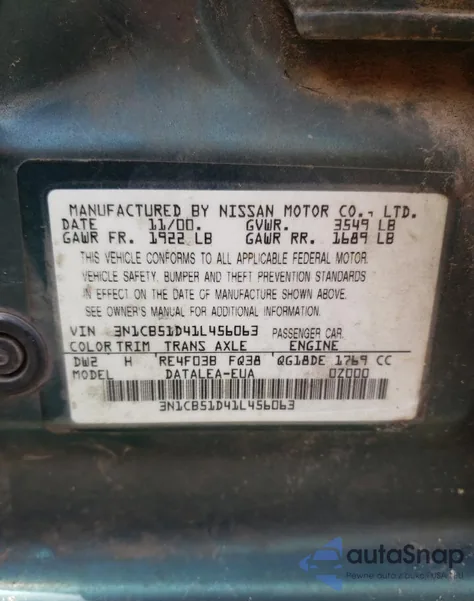 MANUFACTURED BY NISSAN MOTOR CO., LTD.
DATE 11/00. GVWR. 3549 LB
GAWR FR. 1922 LB GAWR RR. 1689 LB
THIS VEHICLE CONFORMS TO ALL APPLICABLE FEDERAL MOTOR
VEHICLE SAFETY, BUMPER AND THEFT PREVENTION STANDARDS
IN EFFECT ON THE DATE OF MANUFACTURE SHOWN ABOVE.
SEE OWNER'S MANUAL FOR ADDITIONAL INFORMATION.
VIN 3N1CB51D41L456063 PASSENGER CAR
COLOR TRIM TRANS AXLE ENGINE
DW2 H RE4F03B FQ38 QG18DE 1769 CC
MODEL DATALEA-EUA 0Z000
3N1CB51D41L456063
autoSnap